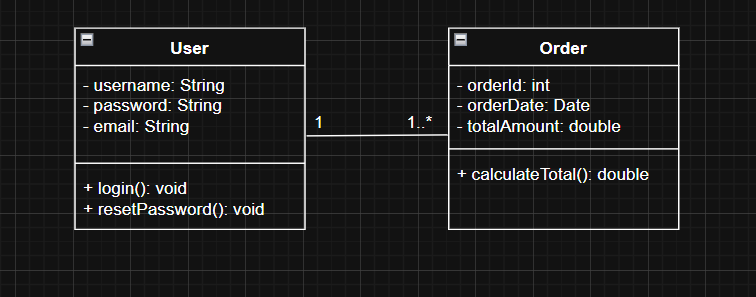 User
- username: String
- password: String
- email: String
+ login(): void
+ resetPassword(): void
1
1..*
Order
- orderId: int
- orderDate: Date
- totalAmount: double
+ calculateTotal(): double